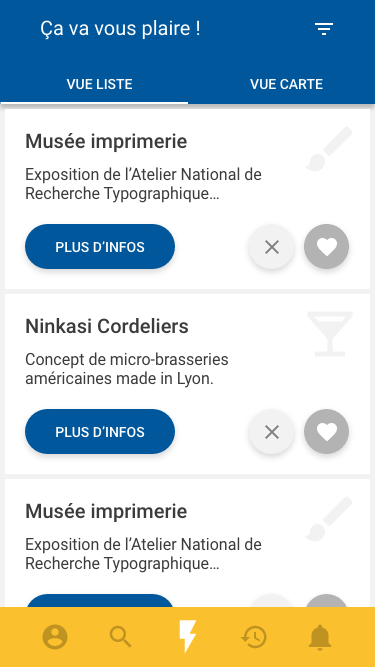 Ça va vous plaire !
VUE LISTE
VUE CARTE
Musée imprimerie
Exposition de l’Atelier National de
Recherche Typographique…
PLUS D’INFOS
Ninkasi Cordeliers
Concept de micro-brasseries
américaines made in Lyon.
PLUS D’INFOS
Musée imprimerie
Exposition de l’Atelier National de
Recherche Typographique…